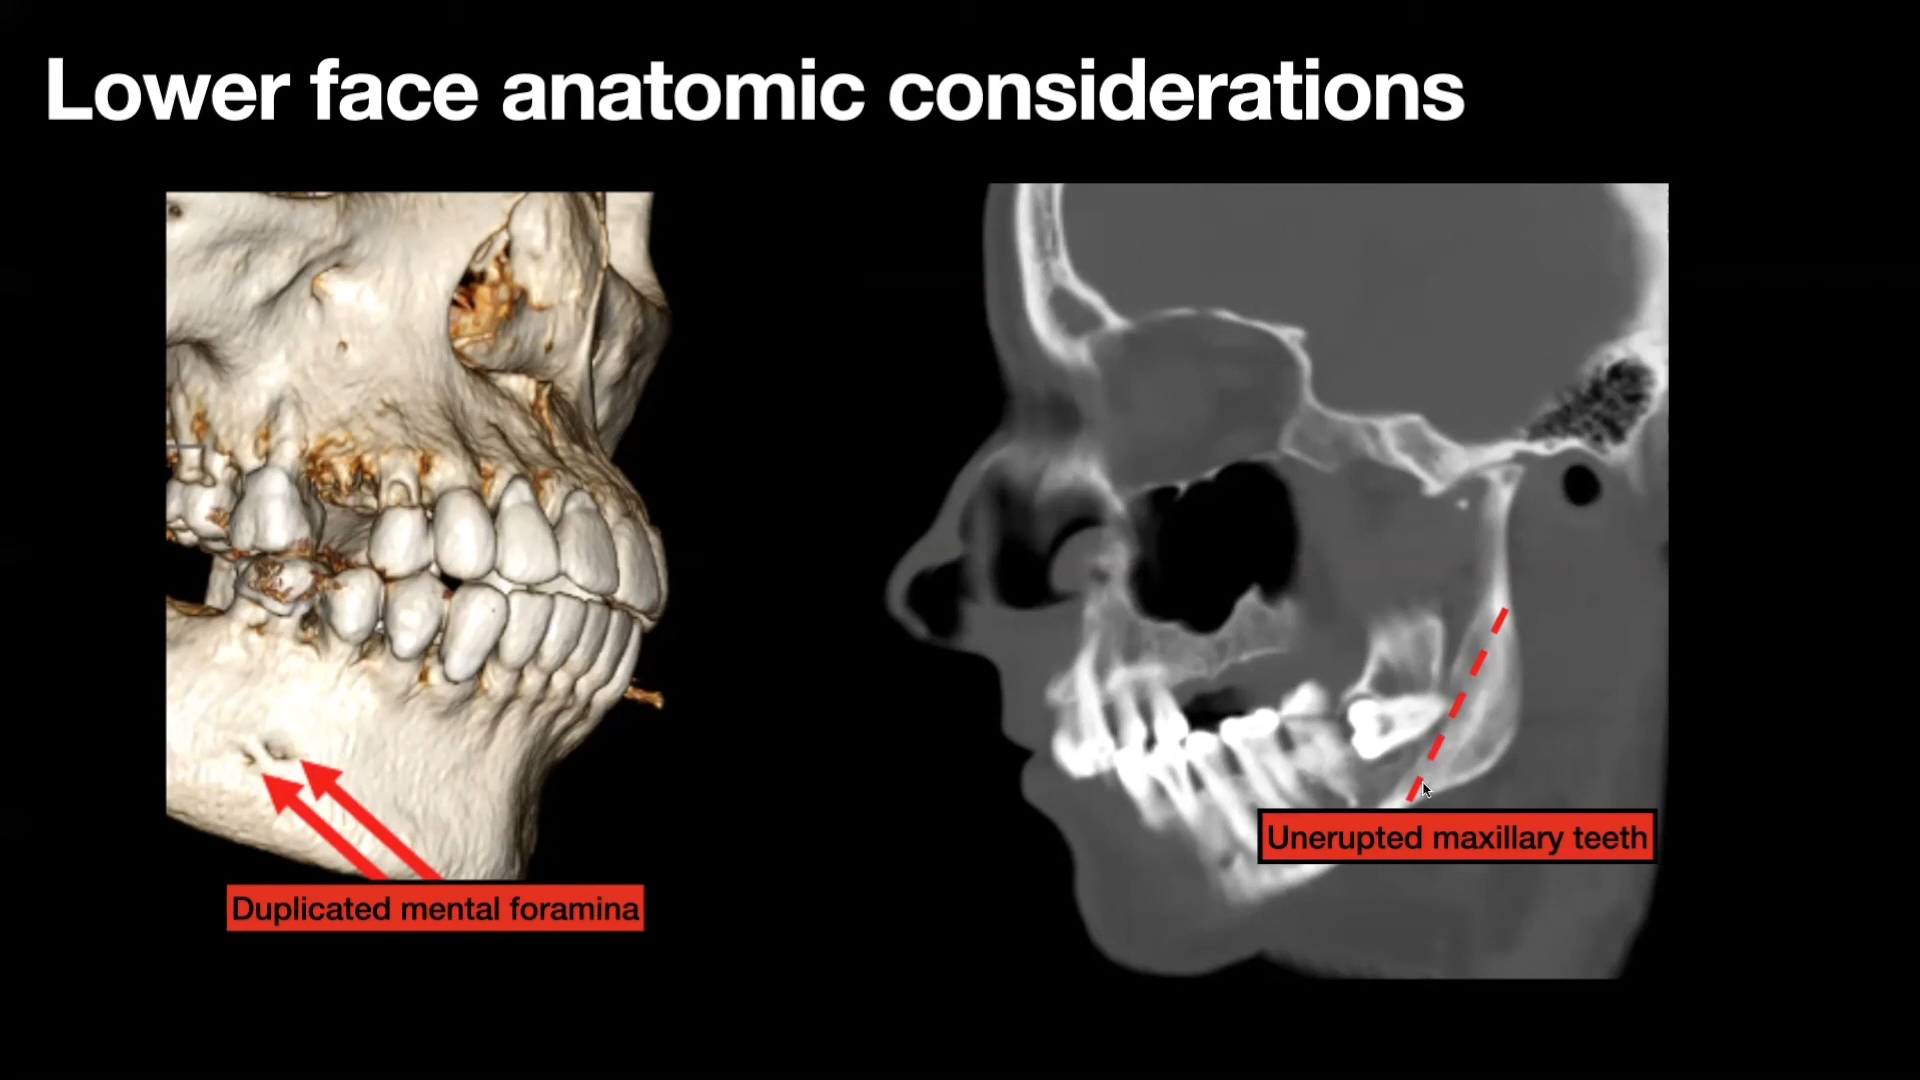 Lower face anatomic considerations
Duplicated mental foramina
Unerupted maxillary teeth